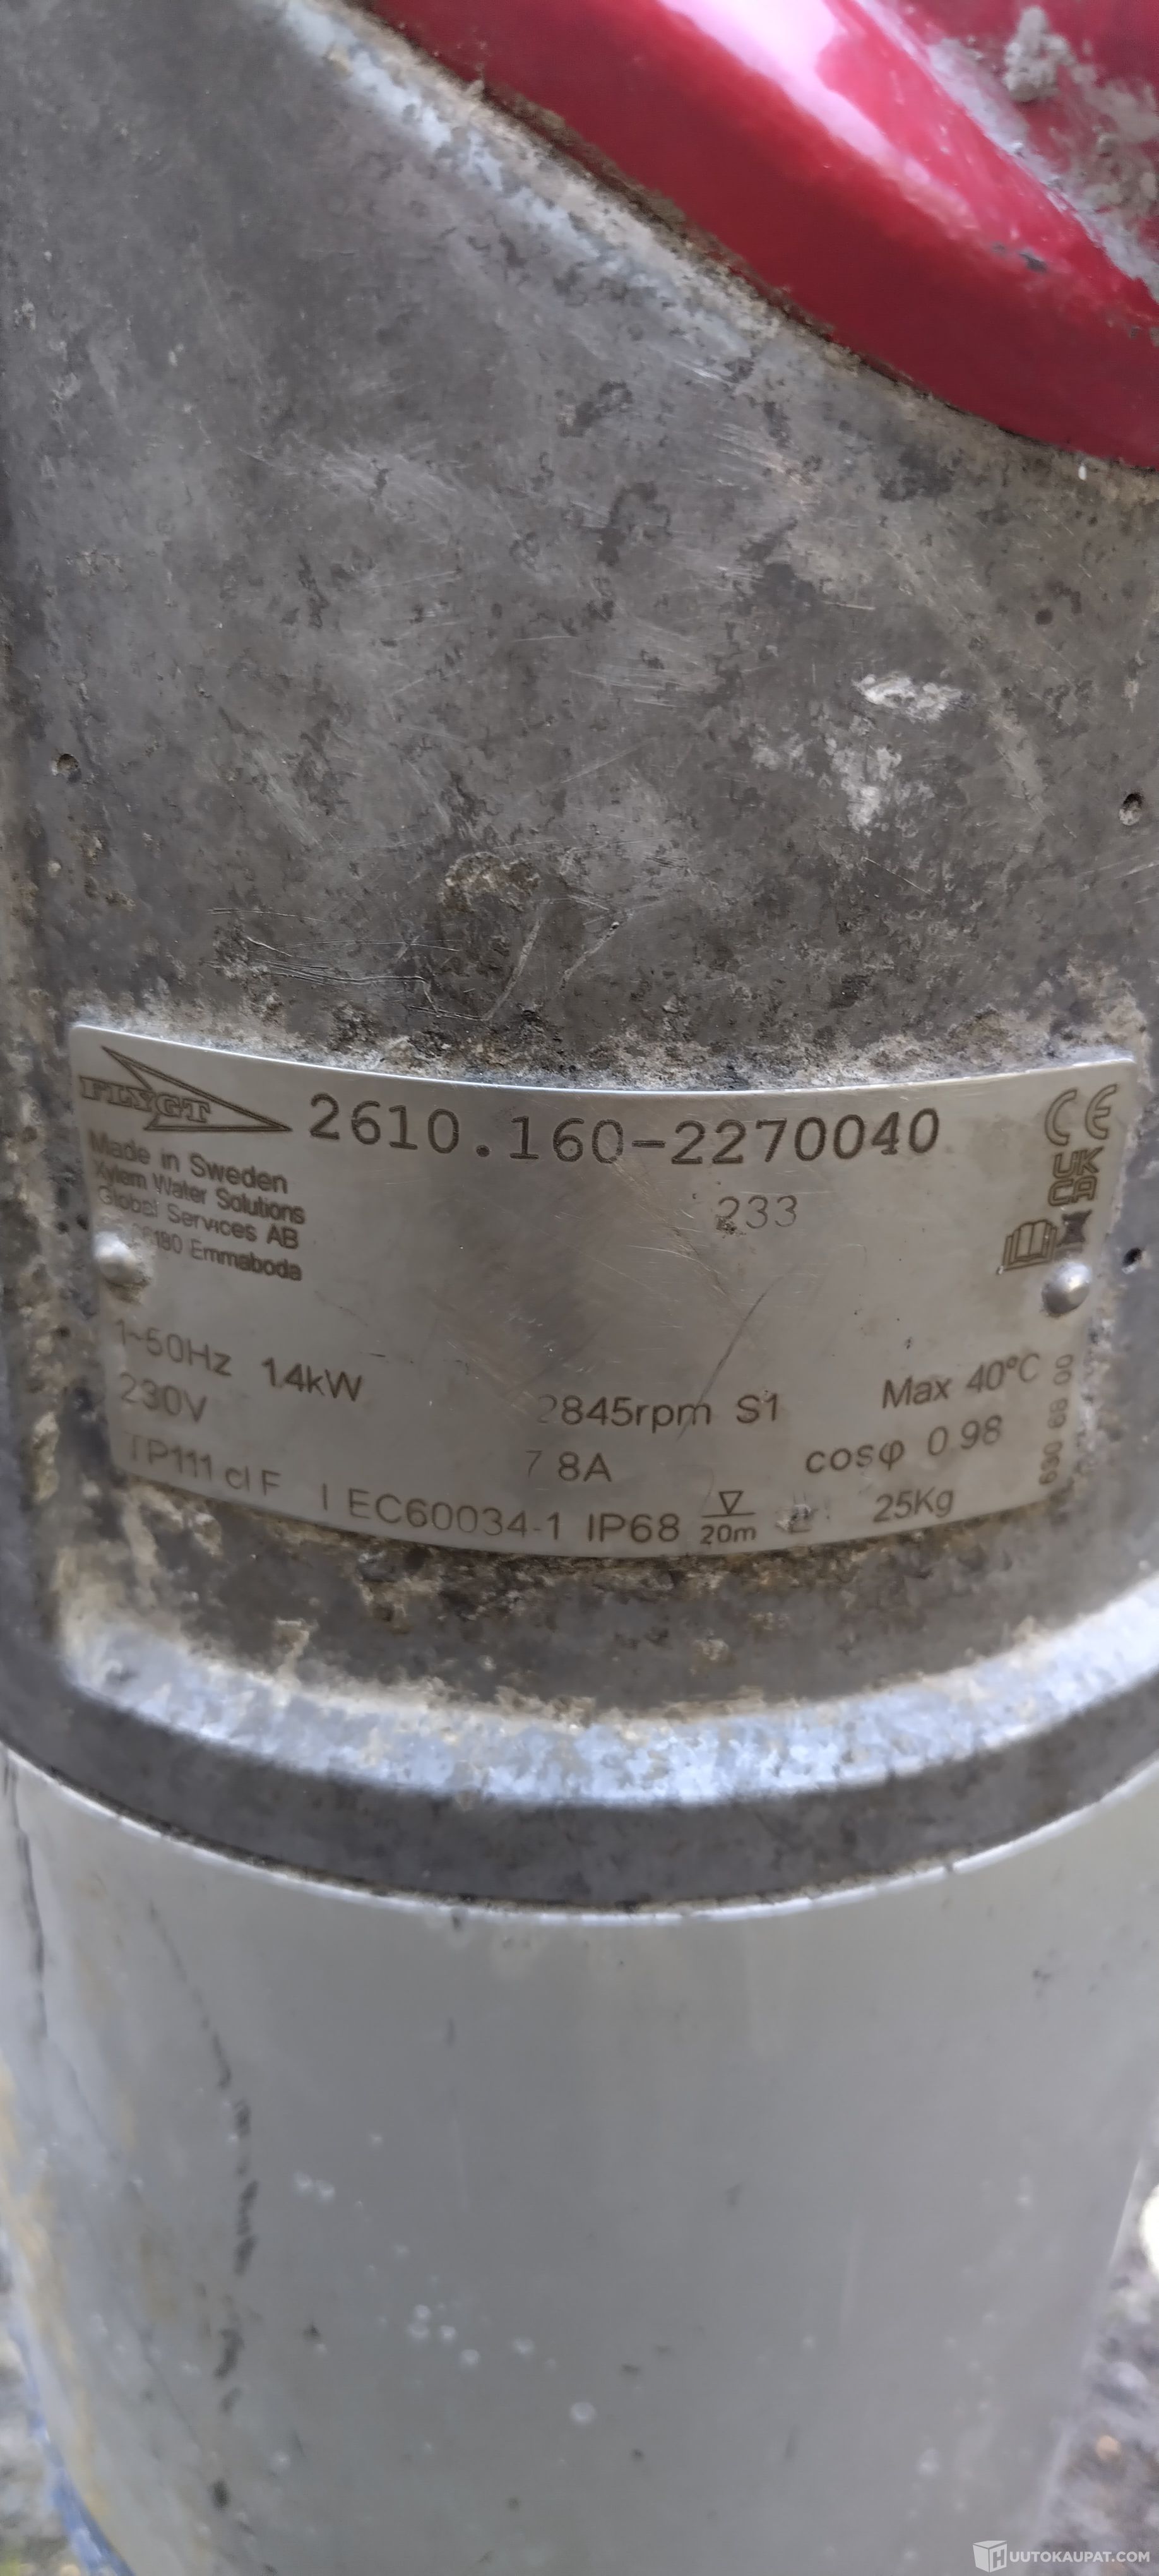 FLYGT
2610.160-2270040
CE
UK
CA
Made in Sweden
Xylem Water Solutions
Global Services AB
Emmaboda
233
1~50Hz 1.4kW
2845rpm S1
Max 40°C
230V
7.8A
cosφ 0.98
TP111 cl F
IEC60034-1 IP68
20m
25Kg
HUUTOKAUPAT.COM